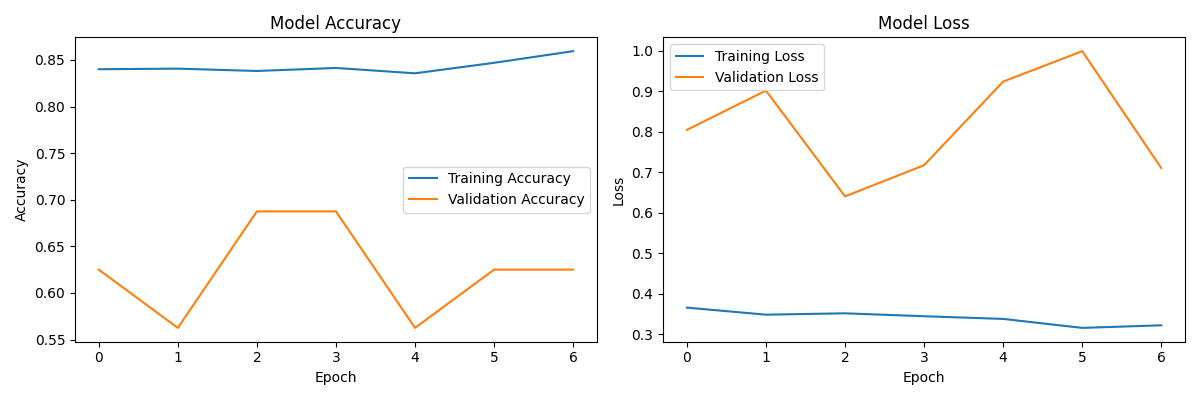 Model Accuracy
0.85
0.80
0.75
0.70
0.65
0.60
0.55
Accuracy
Training Accuracy
Validation Accuracy
0 1 2 3 4 5 6
Epoch
Model Loss
1.0
0.9
0.8
0.7
0.6
0.5
0.4
0.3
Loss
Training Loss
Validation Loss
0 1 2 3 4 5 6
Epoch